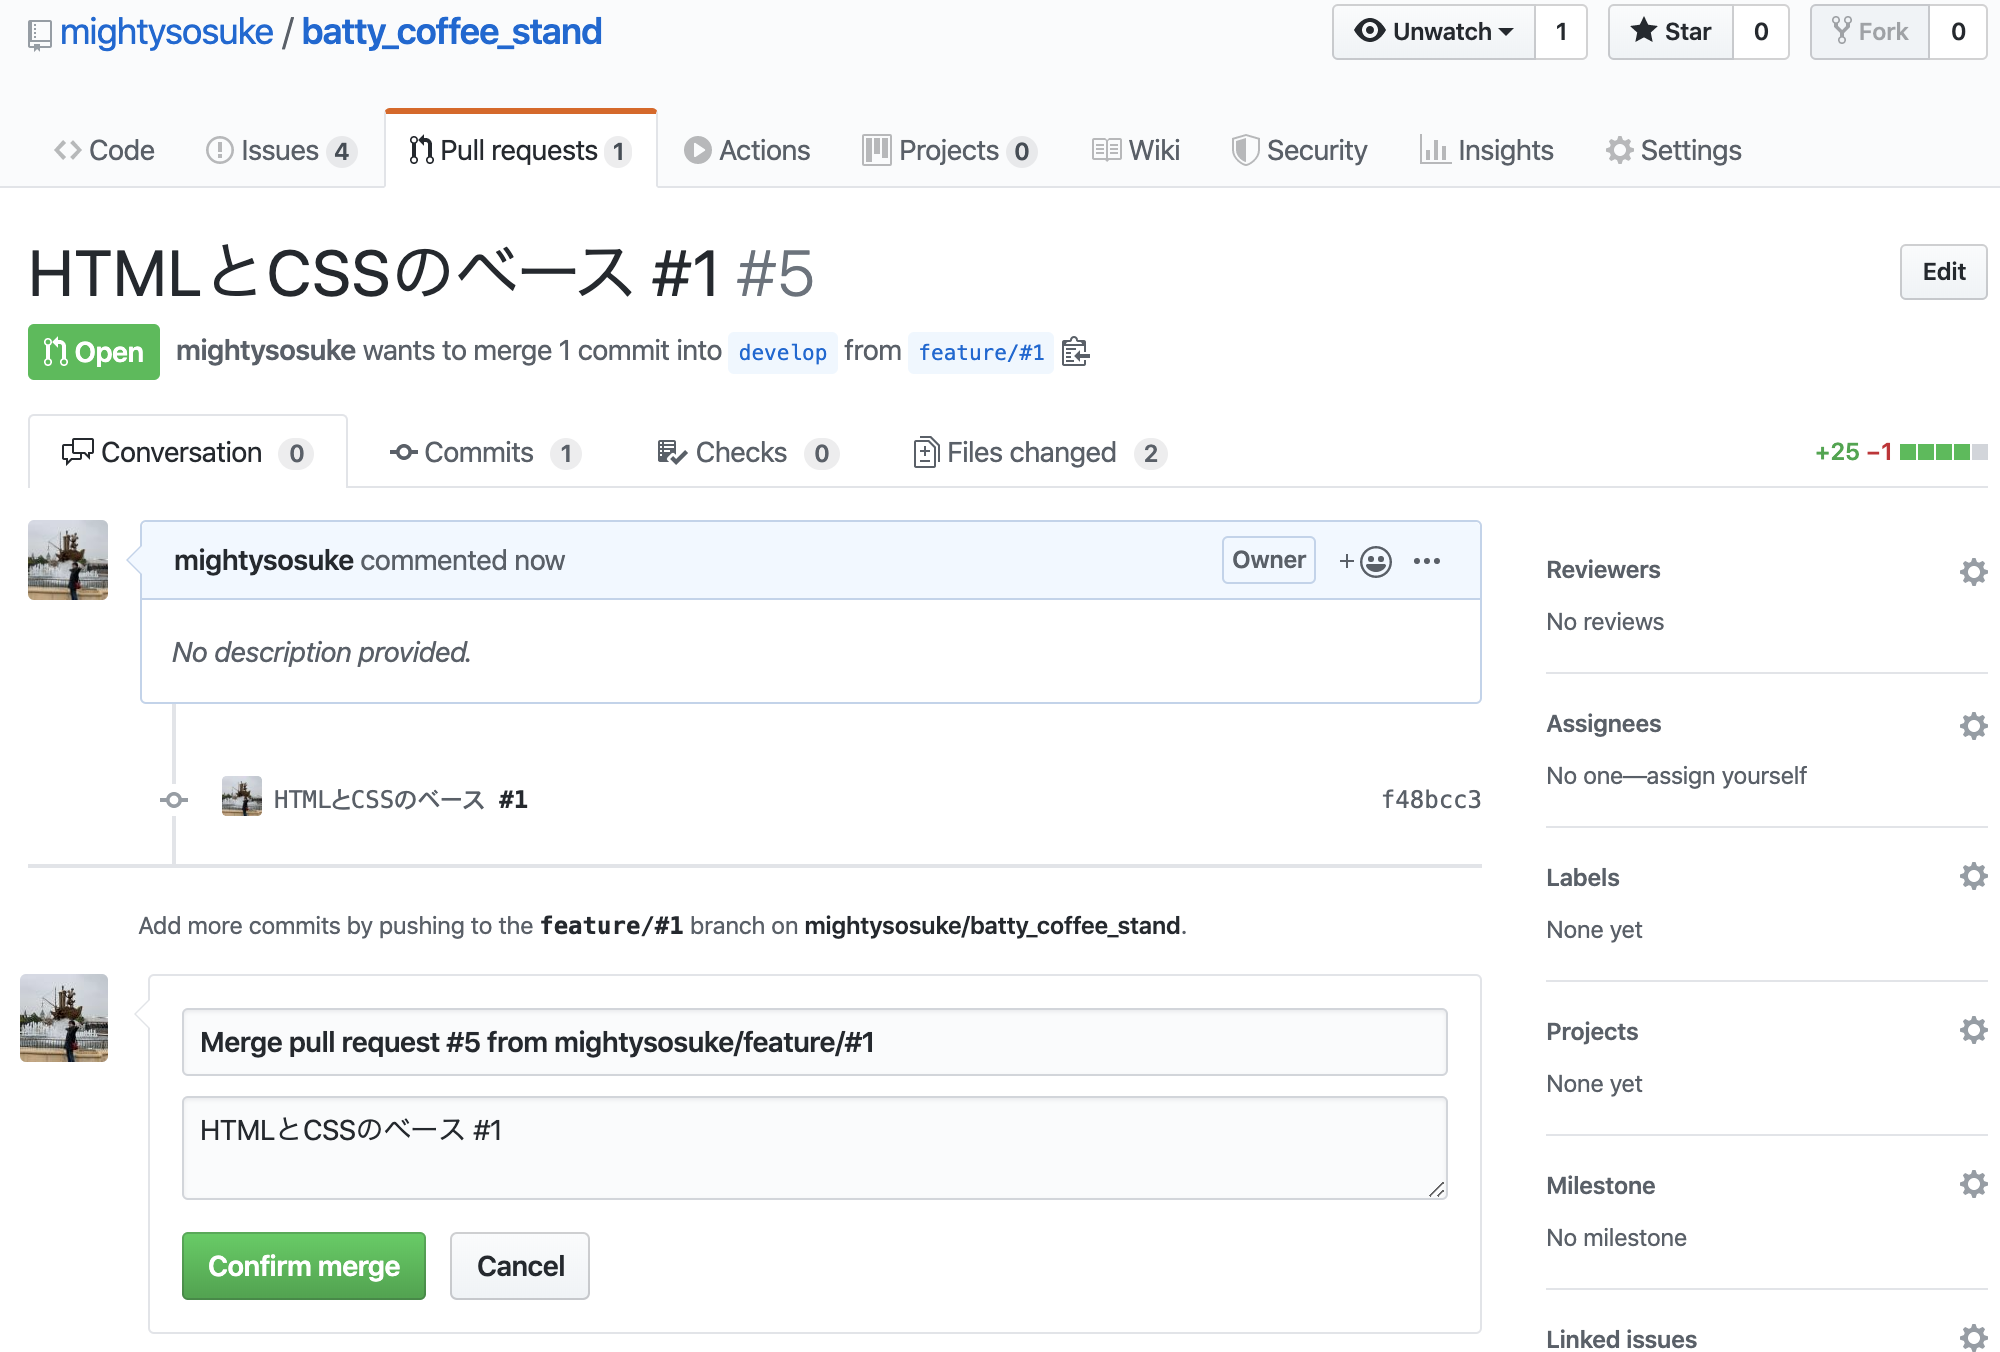 mightysosuke / batty_coffee_stand
Unwatch 1 Star 0 Fork 0
Code Issues 4 Pull requests 1 Actions Projects 0 Wiki Security Insights Settings
HTMLとCSSのベース #1 #5
Edit
Open mightysosuke wants to merge 1 commit into develop from feature/#1
Conversation 0 Commits 1 Checks 0 Files changed 2 +25 −1
mightysosuke commented now Owner
No description provided.
HTMLとCSSのベース #1 f48bcc3
Add more commits by pushing to the feature/#1 branch on mightysosuke/batty_coffee_stand.
Merge pull request #5 from mightysosuke/feature/#1
HTMLとCSSのベース #1
Confirm merge Cancel
Reviewers
No reviews
Assignees
No one—assign yourself
Labels
None yet
Projects
None yet
Milestone
No milestone
Linked issues